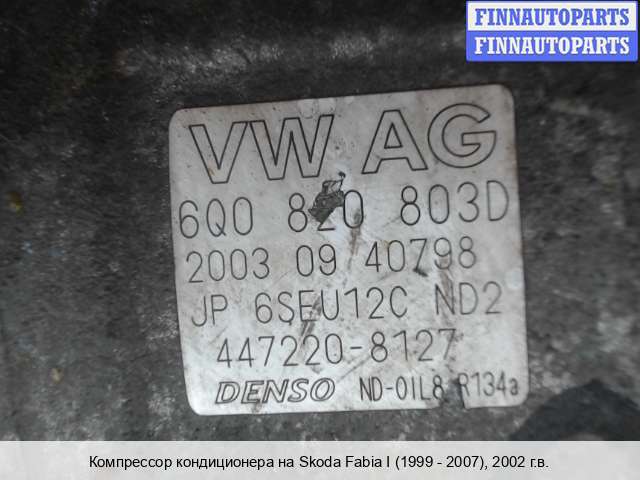 FINNAUTOPARTS
FINNAUTOPARTS
VW AG
6Q0 820 803D
2003 09 40798
JP 6SEU12C ND2
447220-8127
DENSO ND-OIL8 R134a
Компрессор кондиционера на Skoda Fabia I (1999 - 2007), 2002 г.в.